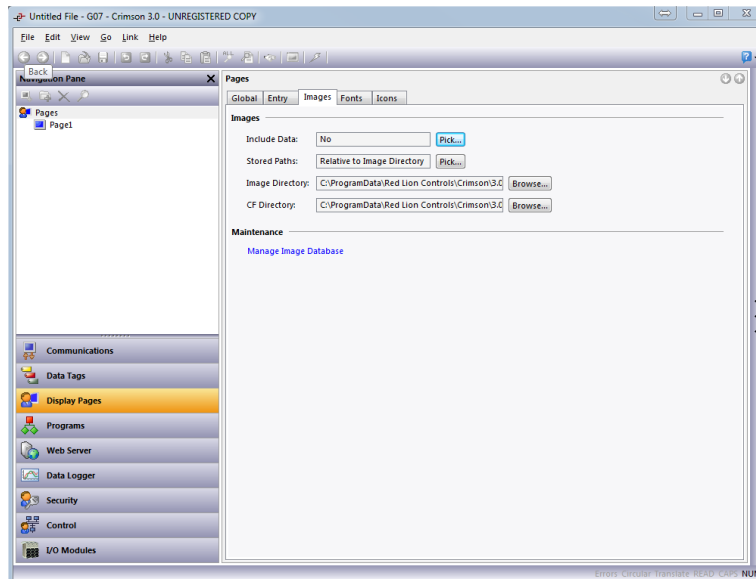 Untitled File - G07 - Crimson 3.0 - UNREGISTERED COPY
File Edit View Go Link Help
Back
Navigation Pane
Pages
Page1
Communications
Data Tags
Display Pages
Programs
Web Server
Data Logger
Security
Control
I/O Modules
Pages
Global Entry Images Fonts Icons
Images
Include Data: No Pick...
Stored Paths: Relative to Image Directory Pick...
Image Directory: C:\ProgramData\Red Lion Controls\Crimson\3.0 Browse...
CF Directory: C:\ProgramData\Red Lion Controls\Crimson\3.0 Browse...
Maintenance
Manage Image Database
Errors Circular Translate READ CAPS NUM